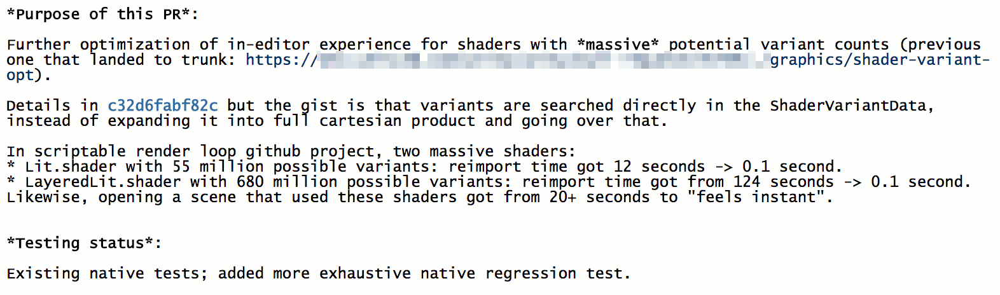 *Purpose of this PR*:
Further optimization of in-editor experience for shaders with *massive* potential variant counts (previous
one that landed to trunk: https:// graphics/shader-variant-
opt).
Details in c32d6fabf82c but the gist is that variants are searched directly in the ShaderVariantData,
instead of expanding it into full cartesian product and going over that.
In scriptable render loop github project, two massive shaders:
* Lit.shader with 55 million possible variants: reimport time got 12 seconds -> 0.1 second.
* LayeredLit.shader with 680 million possible variants: reimport time got from 124 seconds -> 0.1 second.
Likewise, opening a scene that used these shaders got from 20+ seconds to "feels instant".
*Testing status*:
Existing native tests; added more exhaustive native regression test.